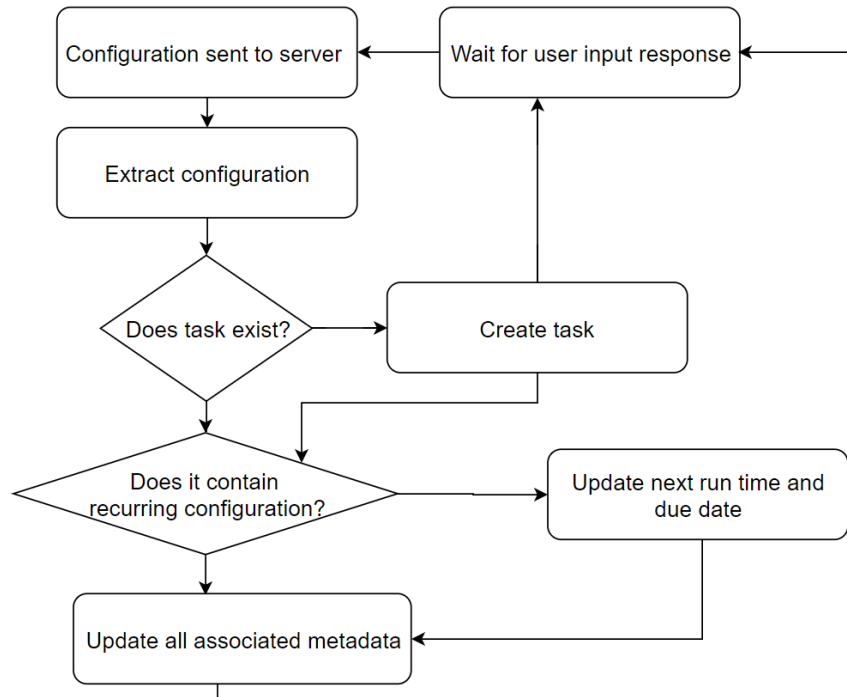 Configuration sent to server
Wait for user input response
Extract configuration
Does task exist?
Create task
Does it contain
recurring configuration?
Update next run time and
due date
Update all associated metadata